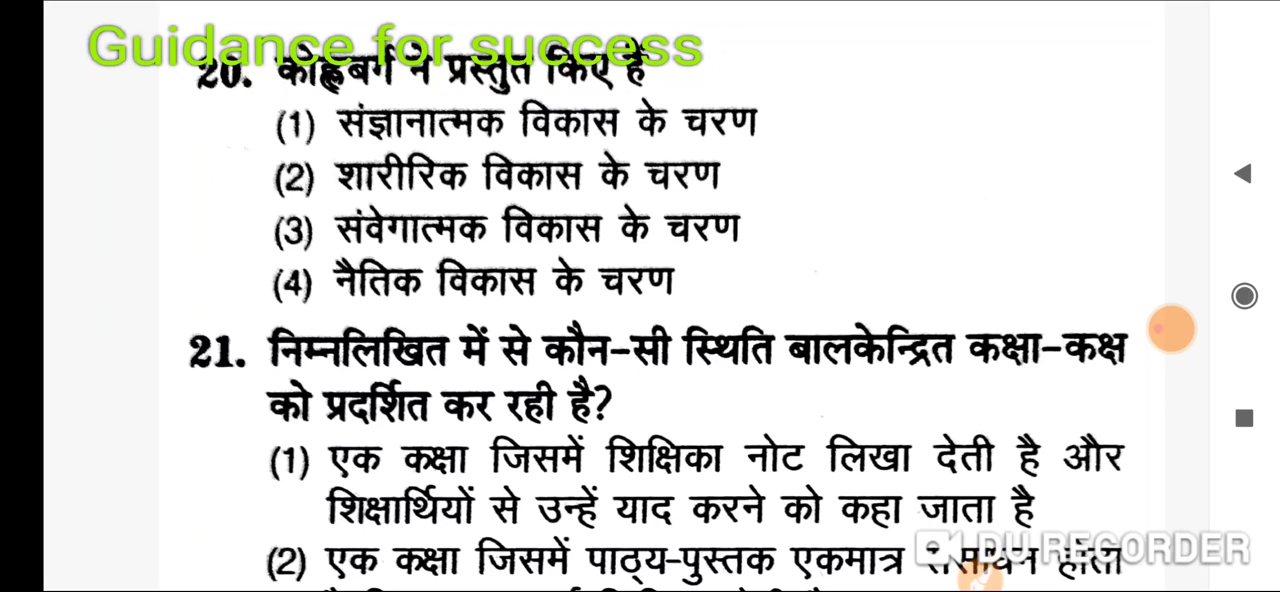 Guidance for success
20. कोह्लबर्ग ने प्रस्तुत किए हैं
(1) संज्ञानात्मक विकास के चरण
(2) शारीरिक विकास के चरण
(3) संवेगात्मक विकास के चरण
(4) नैतिक विकास के चरण
21. निम्नलिखित में से कौन-सी स्थिति बालकेन्द्रित कक्षा-कक्ष
को प्रदर्शित कर रही है?
(1) एक कक्षा जिसमें शिक्षिका नोट लिखा देती है और
शिक्षार्थियों से उन्हें याद करने को कहा जाता है
(2) एक कक्षा जिसमें पाठ्य-पुस्तक एकमात्र होता
DU RECORDER